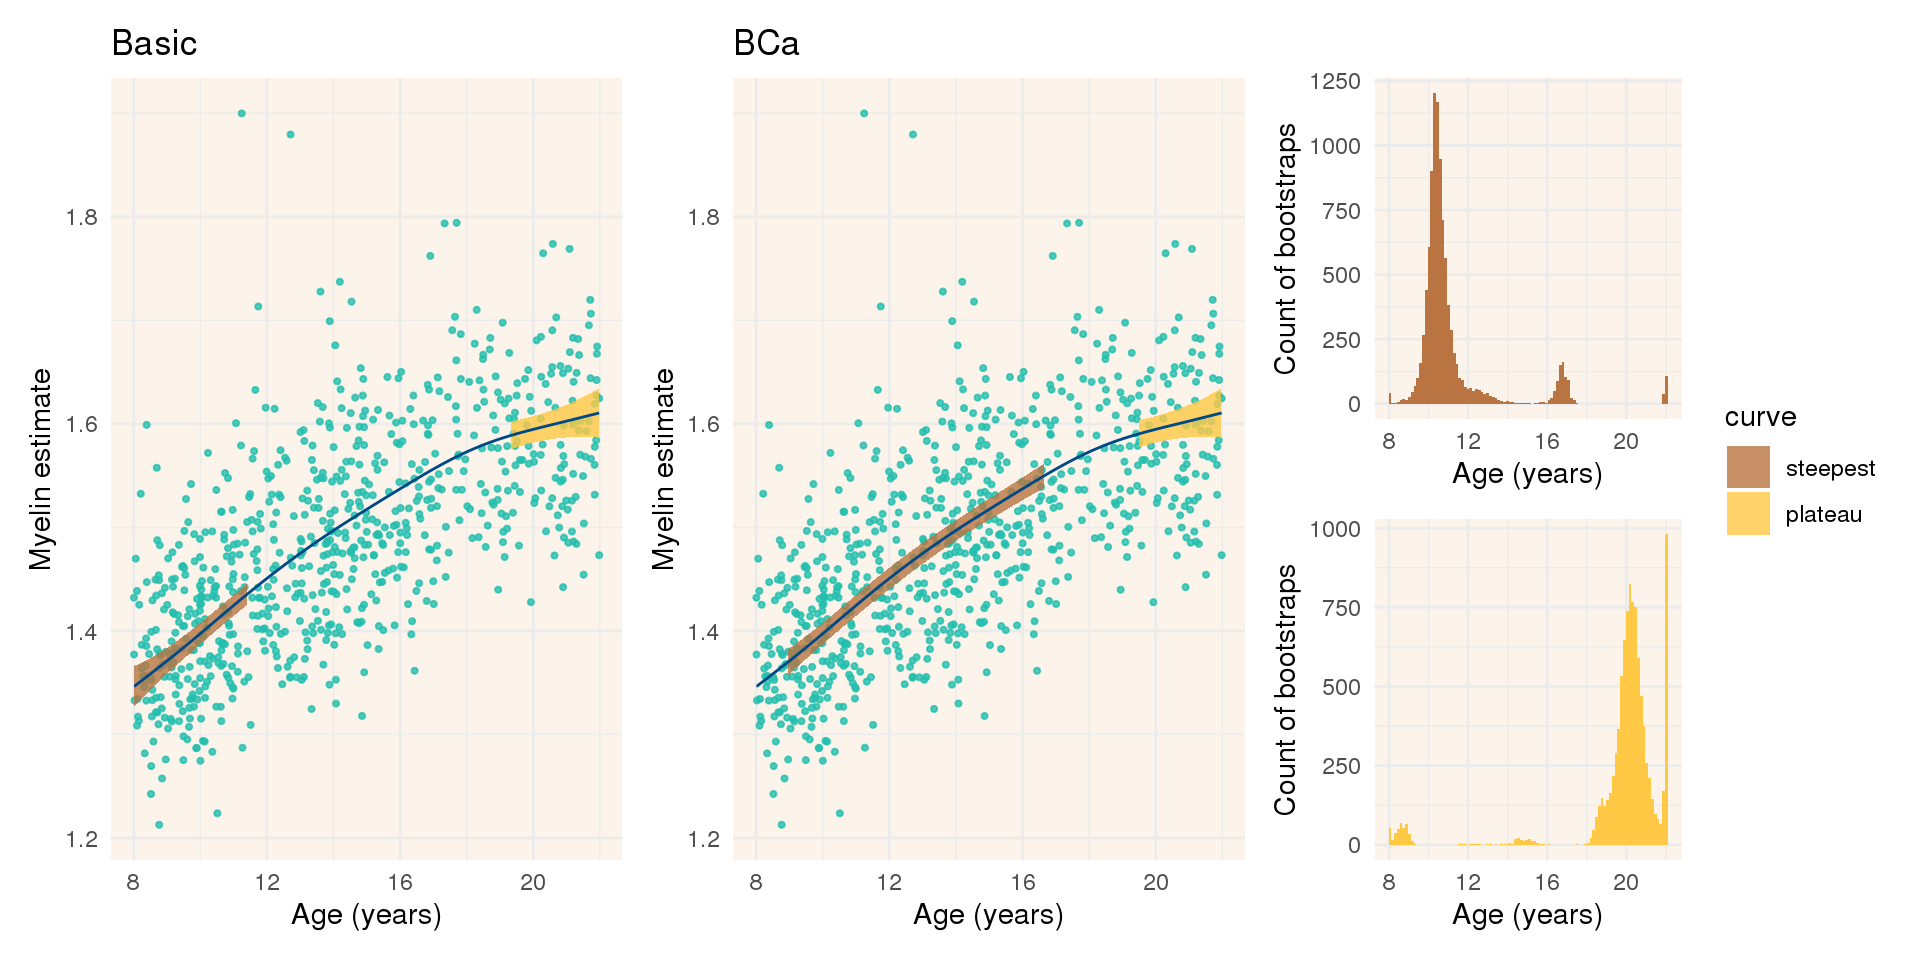 Basic
1.8
1.6
1.4
1.2
Myelin estimate
8 12 16 20
Age (years)
BCa
1.8
1.6
1.4
1.2
Myelin estimate
8 12 16 20
Age (years)
1250
1000
750
500
250
0
Count of bootstraps
8 12 16 20
Age (years)
1000
750
500
250
0
Count of bootstraps
8 12 16 20
Age (years)
curve
steepest
plateau